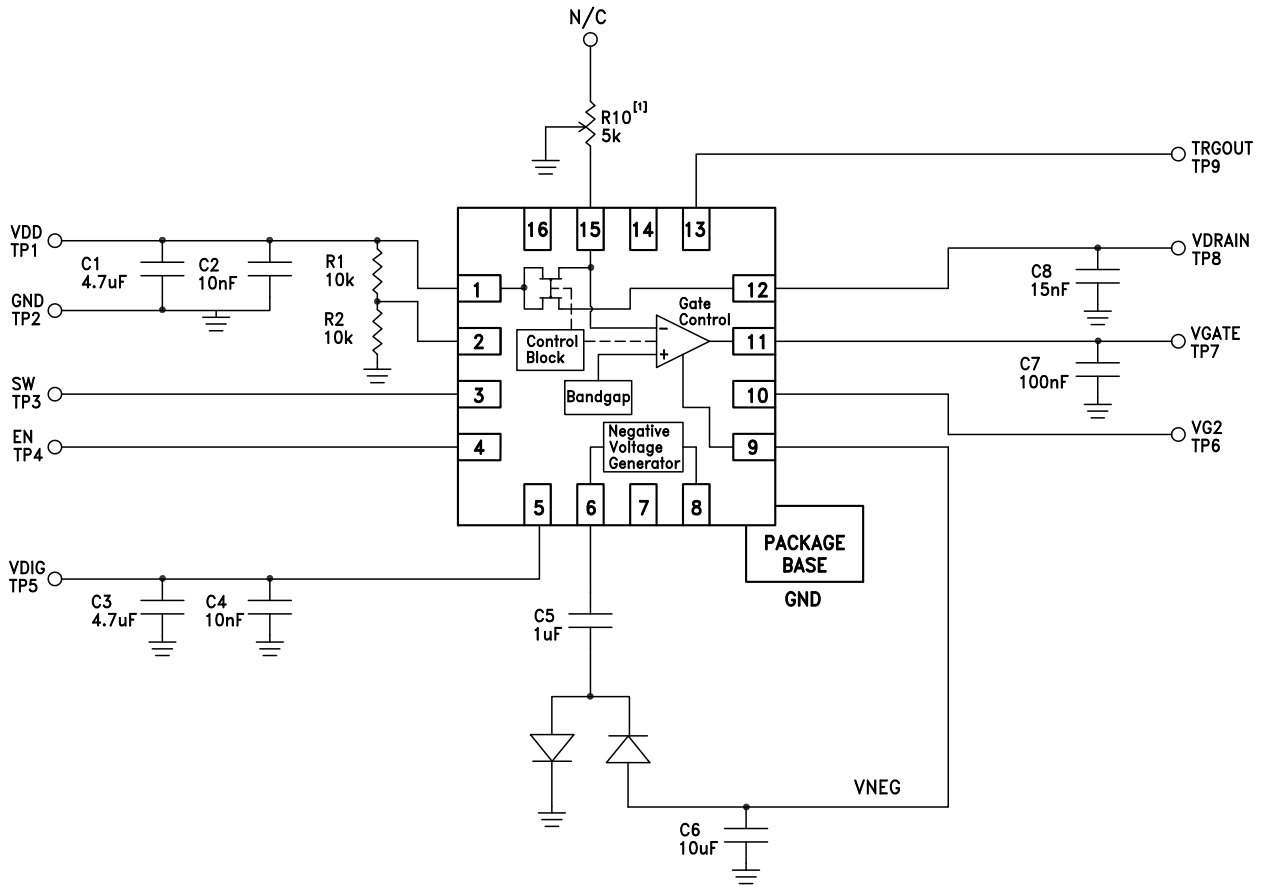 N/C
R10[1]
5k
TRGOUT
TP9
VDD
TP1
C1
4.7uF
C2
10nF
R1
10k
16
15
14
13
VDRAIN
TP8
C8
15nF
GND
TP2
R2
10k
1
12
Gate
Control
2
Control
Block
-
+
11
VGATE
TP7
C7
100nF
SW
TP3
3
Bandgap
10
VG2
TP6
EN
TP4
4
Negative
Voltage
Generator
9
5
6
7
8
PACKAGE
BASE
GND
VDIG
TP5
C3
4.7uF
C4
10nF
C5
1uF
VNEG
C6
10uF